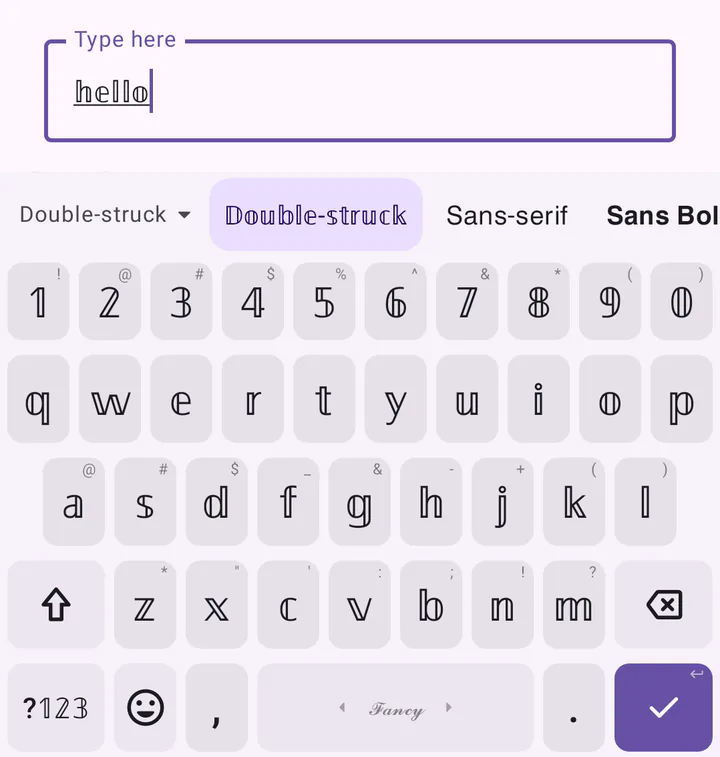 Type here
𝕙𝕖𝕝𝕝𝕠
Double-struck 𝔻𝕠𝕦𝕓𝕝𝕖-𝕤𝕥𝕣𝕦𝕔𝕜 Sans-serif Sans Bol
! @ # $ % ^ & * ( )
𝟙 𝟚 𝟛 𝟜 𝟝 𝟞 𝟟 𝟠 𝟡 𝟘
𝕢 𝕨 𝕖 𝕣 𝕥 𝕪 𝕦 𝕚 𝕠 𝕡
@ # $ _ & - + ( )
𝕒 𝕤 𝕕 𝕗 𝕘 𝕙 𝕛 𝕜 𝕝
* " ' : ; ! ?
𝕫 𝕩 𝕔 𝕧 𝕓 𝕟 𝕞
?𝟙𝟚𝟛 , 𝓕𝓪𝓷𝓬𝔂 .